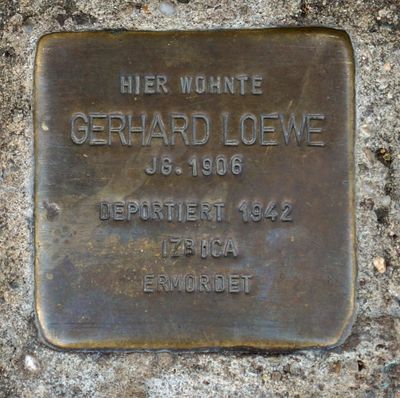 HIER WOHNTE
GERHARD LOEWE
JG. 1906
DEPORTIERT 1942
IZBICA
ERMORDET